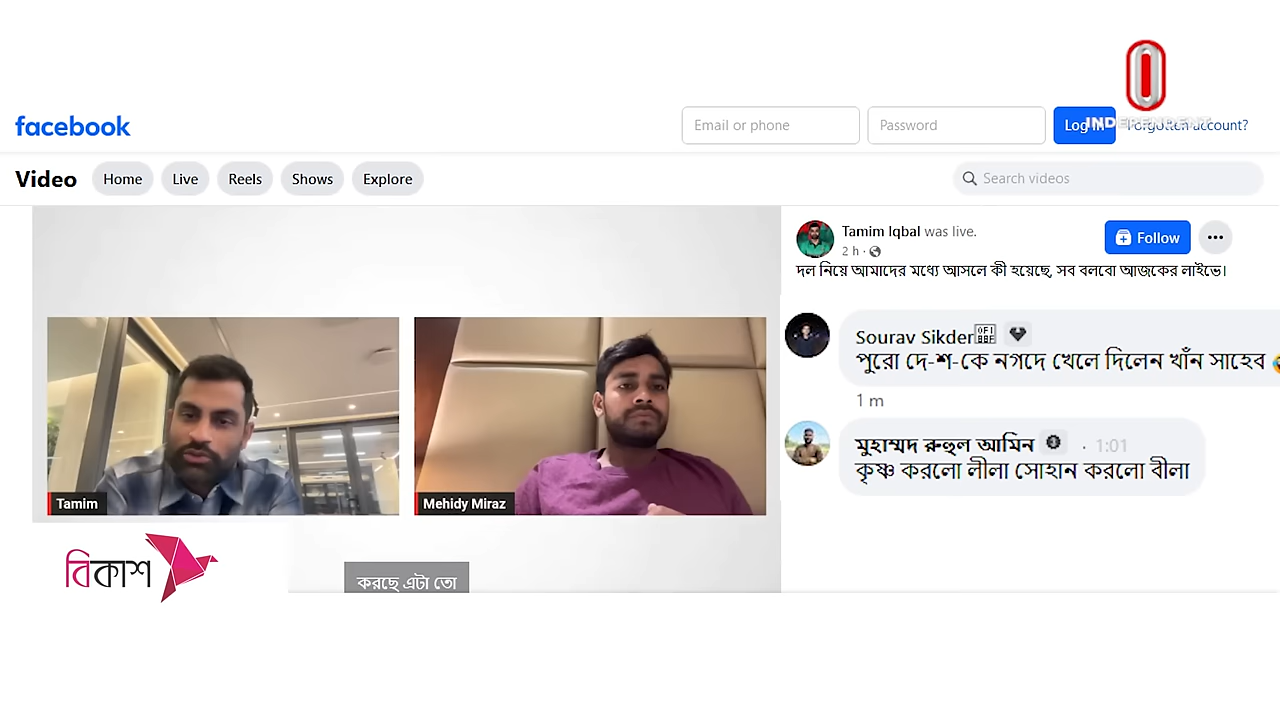 INDEPENDENT
facebook
Email or phone
Password
Log In
Forgotten account?
Video
Home
Live
Reels
Shows
Explore
Search videos
Tamim Iqbal was live.
Follow
2 h
দল নিয়ে আমাদের মধ্যে আসলে কী হয়েছে, সব বলবো আজকের লাইভে।
Sourav Sikder
পুরো দে-শ-কে নগদে খেলে দিলেন খাঁন সাহেব
1 m
মুহাম্মদ রুহুল আমিন · 1:01
কৃষ্ণ করলো লীলা সোহান করলো বীলা
Tamim
Mehidy Miraz
বিকাশ
করছে এটা তো